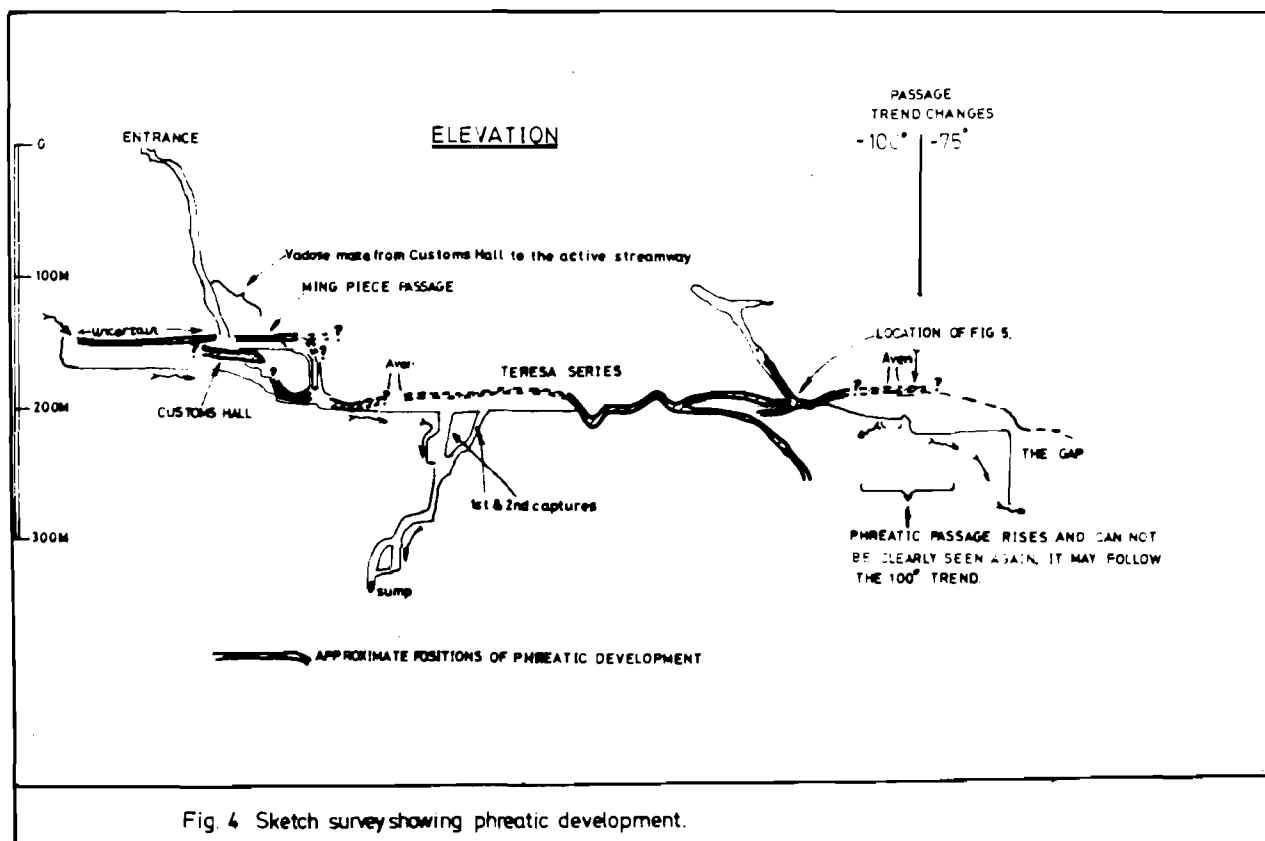 PASSAGE
TREND CHANGES
-100° -75°
ENTRANCE
ELEVATION
0
100M
200M
300M
Vadose maze from Customs Hall to the active streamway
MING PIECE PASSAGE
uncertain
?
?
?
?
?
?
CUSTOMS HALL
Aven
TERESA SERIES
LOCATION OF FIG 5.
Aven
?
?
THE GAP
1st & 2nd captures
sump
PHREATIC PASSAGE RISES AND CAN NOT
BE CLEARLY SEEN AGAIN, IT MAY FOLLOW
THE 100° TREND.
APPROXIMATE POSITIONS OF PHREATIC DEVELOPMENT
Fig. 4 Sketch survey showing phreatic development.